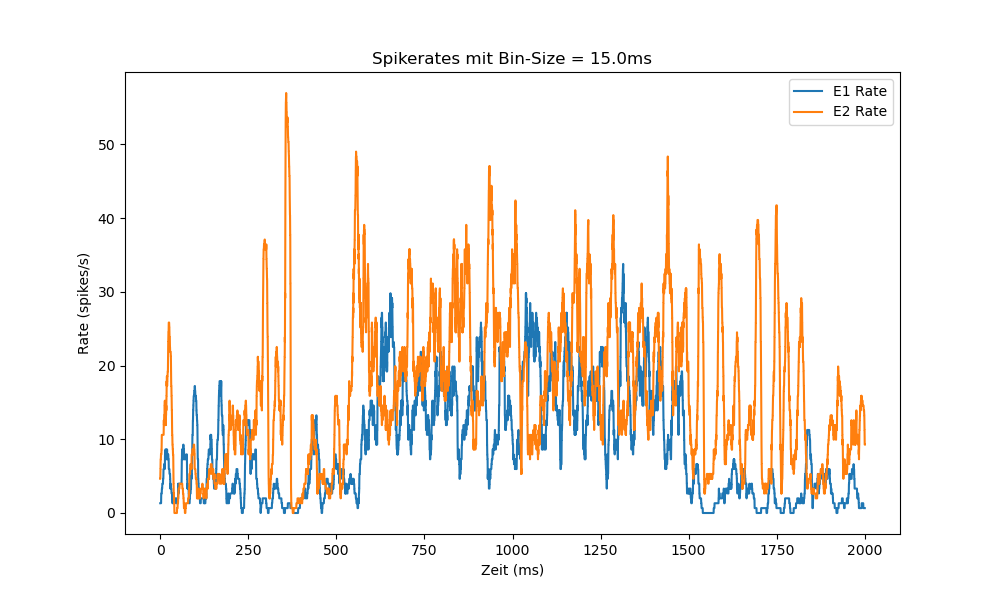 Spikerates mit Bin-Size = 15.0ms
E1 Rate
E2 Rate
Rate (spikes/s)
50
40
30
20
10
0
0 250 500 750 1000 1250 1500 1750 2000
Zeit (ms)